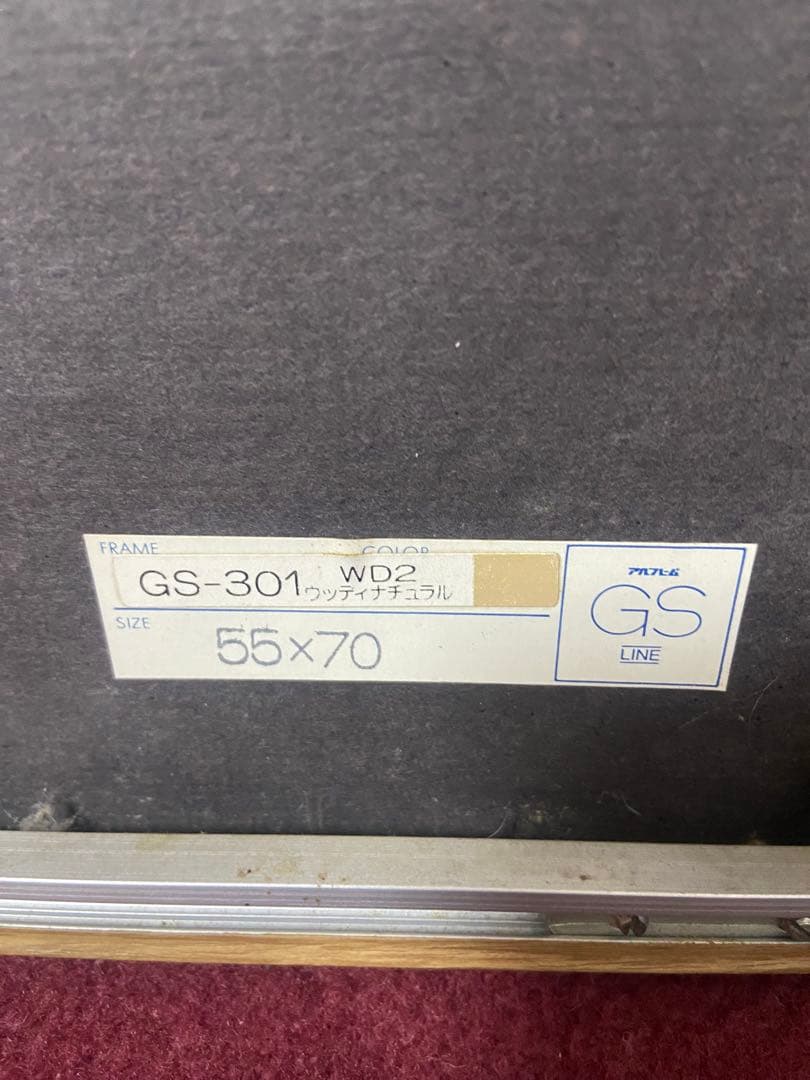 FRAME COLOR
GS-301 WD2
ウッディナチュラル
SIZE
55×70
アルフレーム
GS
LINE